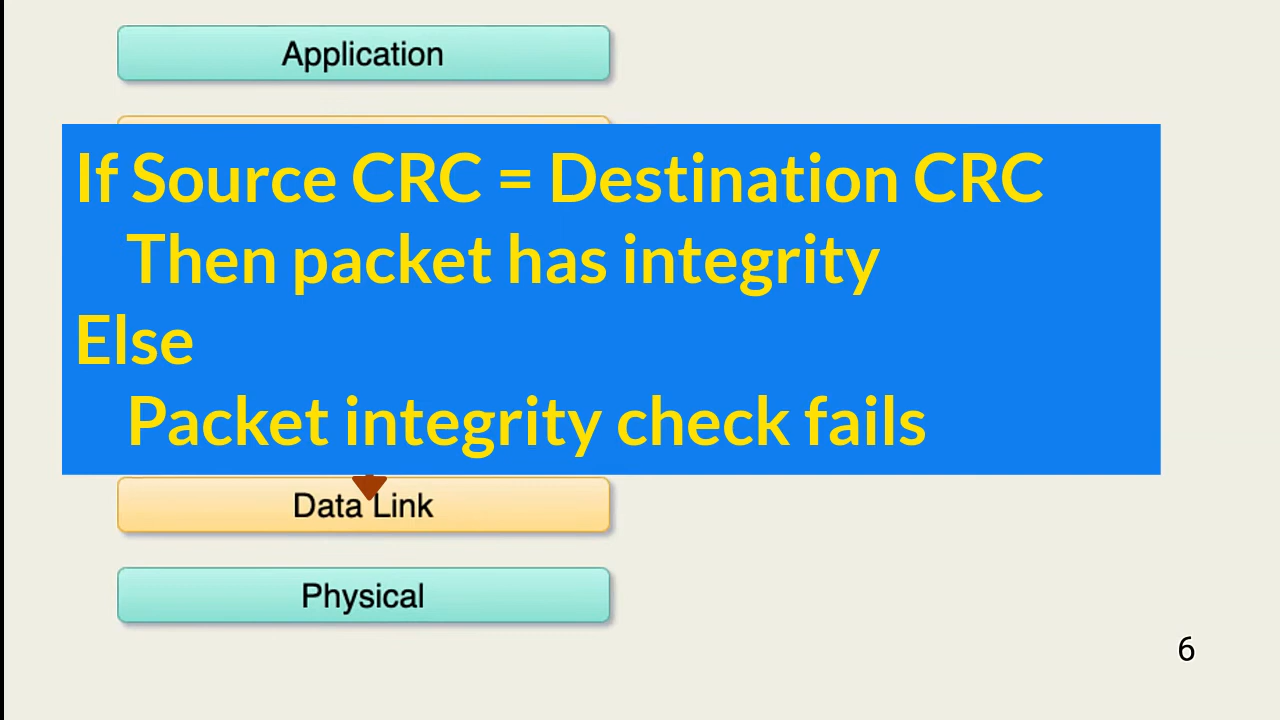 Application
If Source CRC = Destination CRC
Then packet has integrity
Else
Packet integrity check fails
Data Link
Physical
6